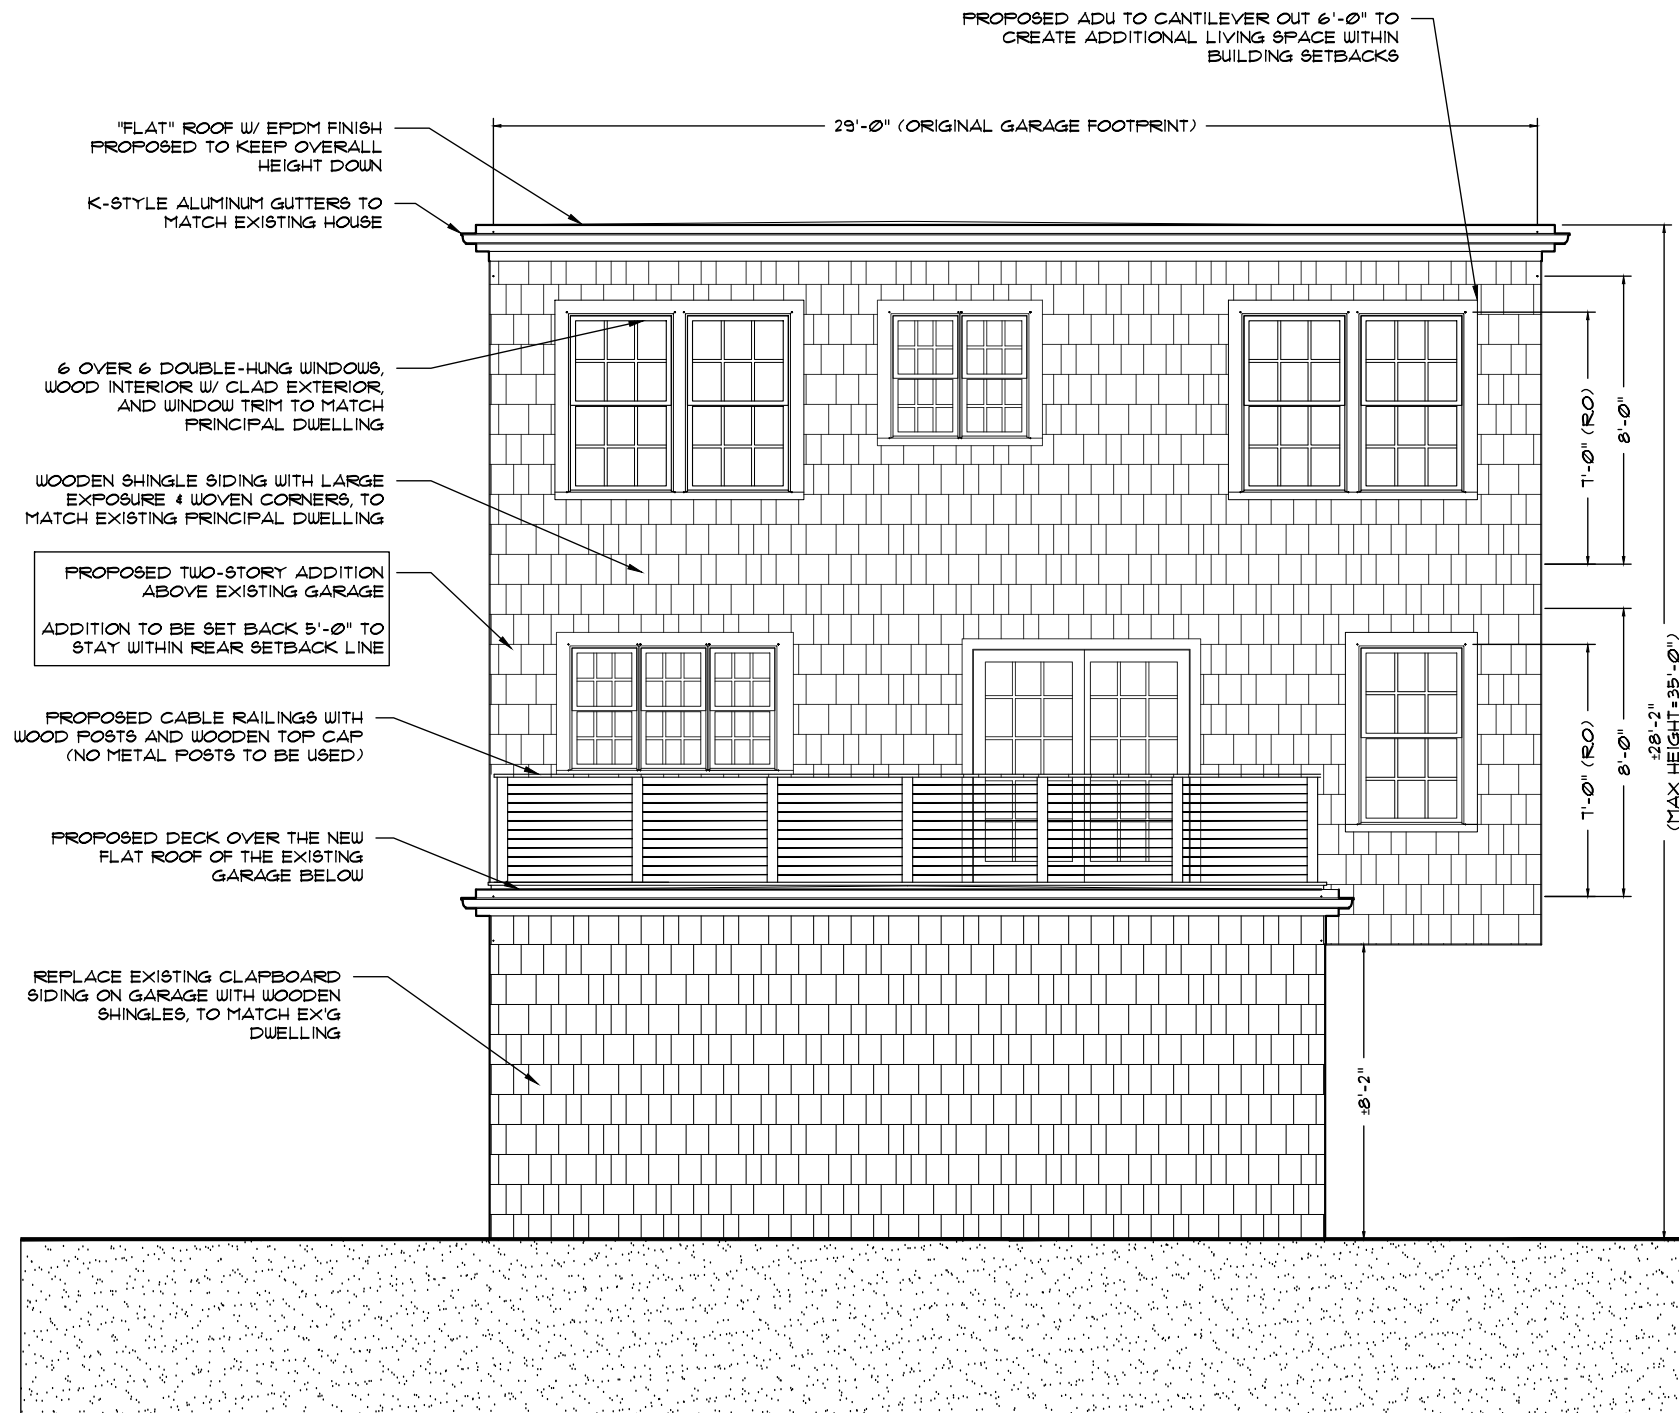 PROPOSED ADU TO CANTILEVER OUT 6'-0" TO
CREATE ADDITIONAL LIVING SPACE WITHIN
BUILDING SETBACKS
29'-0" (ORIGINAL GARAGE FOOTPRINT)
"FLAT" ROOF W/ EPDM FINISH
PROPOSED TO KEEP OVERALL
HEIGHT DOWN
K-STYLE ALUMINUM GUTTERS TO
MATCH EXISTING HOUSE
6 OVER 6 DOUBLE-HUNG WINDOWS,
WOOD INTERIOR W/ CLAD EXTERIOR,
AND WINDOW TRIM TO MATCH
PRINCIPAL DWELLING
WOODEN SHINGLE SIDING WITH LARGE
EXPOSURE & WOVEN CORNERS, TO
MATCH EXISTING PRINCIPAL DWELLING
PROPOSED TWO-STORY ADDITION
ABOVE EXISTING GARAGE
ADDITION TO BE SET BACK 5'-0" TO
STAY WITHIN REAR SETBACK LINE
PROPOSED CABLE RAILINGS WITH
WOOD POSTS AND WOODEN TOP CAP
(NO METAL POSTS TO BE USED)
PROPOSED DECK OVER THE NEW
FLAT ROOF OF THE EXISTING
GARAGE BELOW
REPLACE EXISTING CLAPBOARD
SIDING ON GARAGE WITH WOODEN
SHINGLES, TO MATCH EX'G
DWELLING
7'-0" (R.O.)
8'-0"
7'-0" (R.O.)
8'-0"
±28'-2"
(MAX HEIGHT=35'-0")
±8'-2"